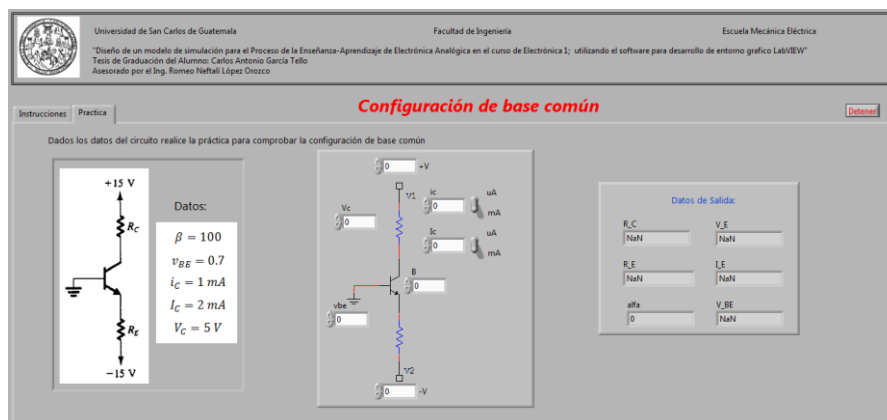 Universidad de San Carlos de Guatemala Facultad de Ingeniería Escuela Mecánica Eléctrica
"Diseño de un modelo de simulación para el Proceso de la Enseñanza-Aprendizaje de Electrónica Analógica en el curso de Electrónica 1; utilizando el software para desarrollo de entorno grafico LabVIEW"
Tesis de Graduación del Alumno: Carlos Antonio García Tello
Asesorado por el Ing. Romeo Neftalí López Orozco
Instrucciones Practica
Configuración de base común
Detener!
Dados los datos del circuito realice la práctica para comprobar la configuración de base común
+15 V
R_C
R_E
−15 V
Datos:
β = 100
v_BE = 0.7
i_C = 1 mA
I_C = 2 mA
V_C = 5 V
0 +V
V1
ic
0
uA
mA
Vc
0
Ic
0
uA
mA
B
0
vbe
0
V2
0 -V
Datos de Salida:
R_C V_E
NaN NaN
R_E I_E
NaN NaN
alfa V_BE
0 NaN